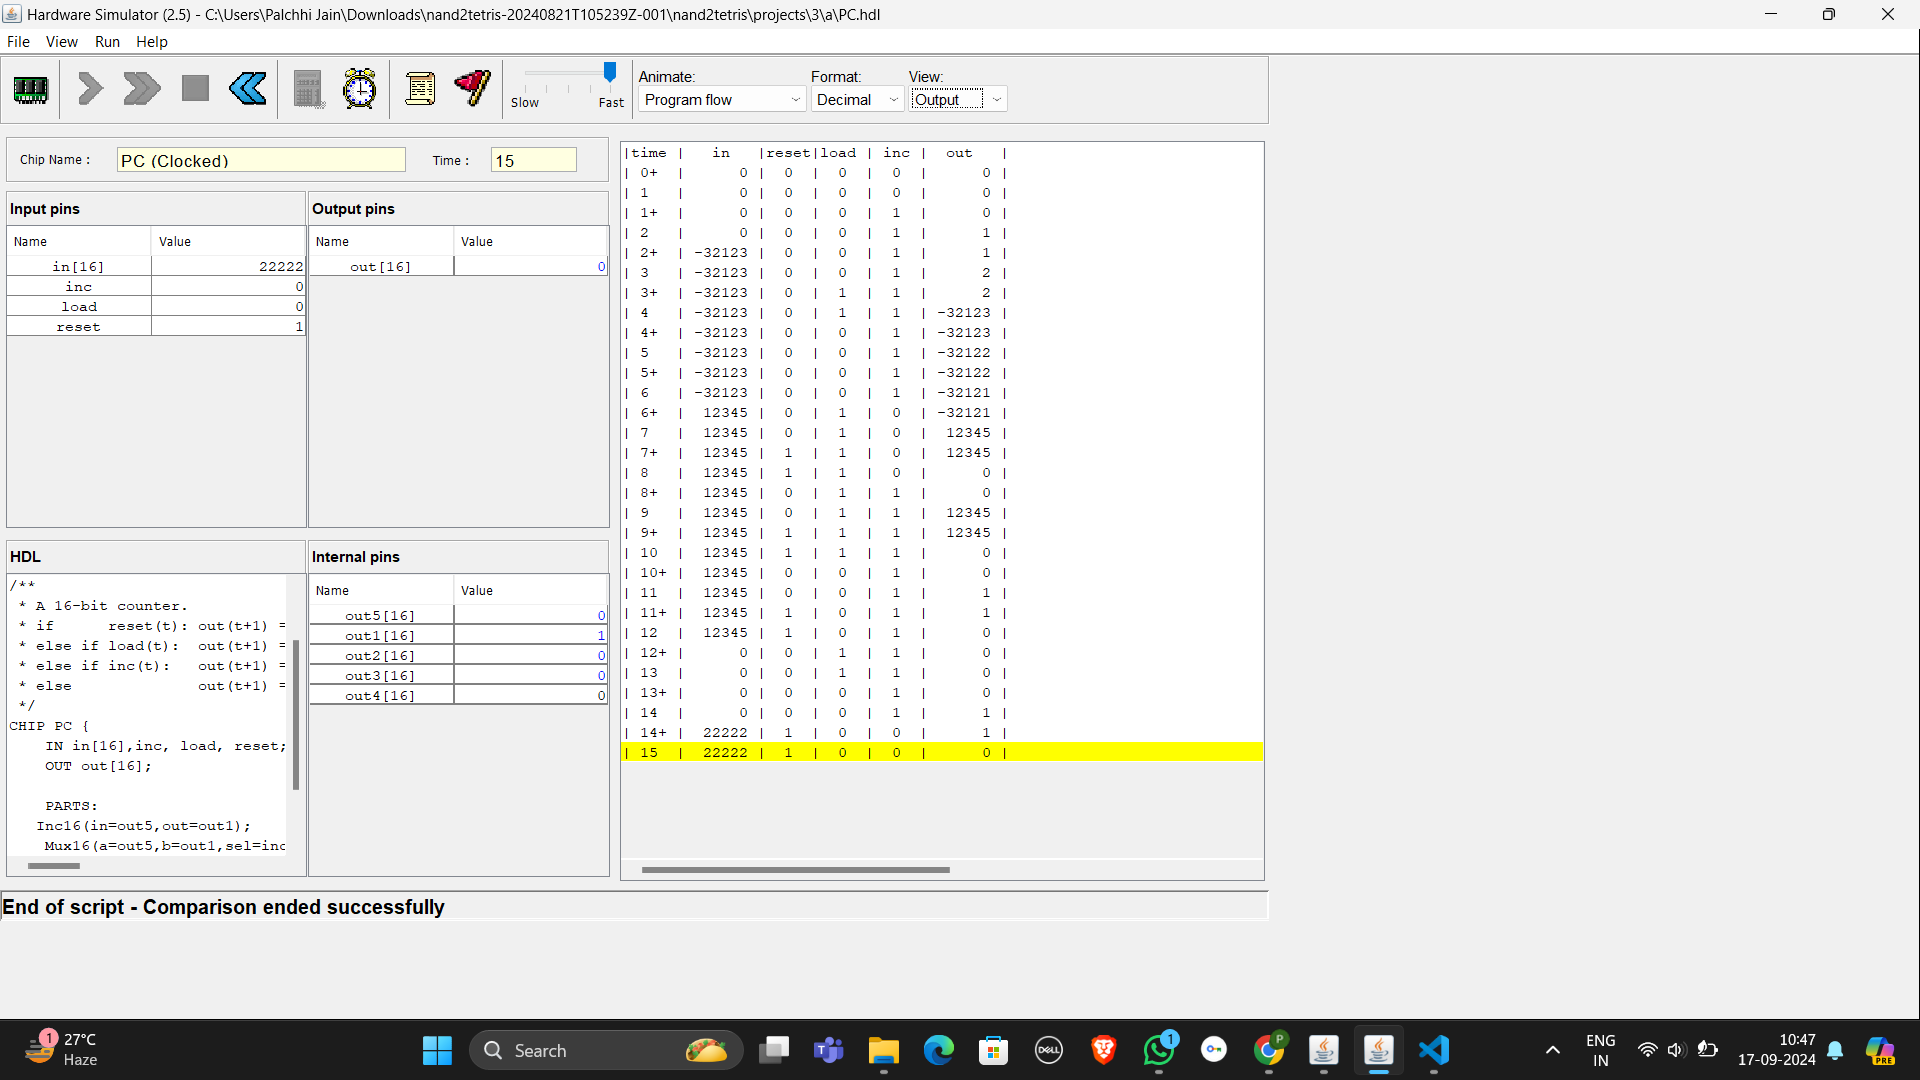 Hardware Simulator (2.5) - C:\Users\Palchhi Jain\Downloads\nand2tetris-20240821T105239Z-001\nand2tetris\projects\3\a\PC.hdl
File View Run Help
Slow Fast
Animate: Format: View:
Program flow Decimal Output
Chip Name : PC (Clocked) Time : 15
Input pins
Name Value
in[16] 22222
inc 0
load 0
reset 1
Output pins
Name Value
out[16] 0
HDL
/**
* A 16-bit counter.
* if reset(t): out(t+1) =
* else if load(t): out(t+1) =
* else if inc(t): out(t+1) =
* else out(t+1) =
*/
CHIP PC {
IN in[16],inc, load, reset;
OUT out[16];
PARTS:
Inc16(in=out5,out=out1);
Mux16(a=out5,b=out1,sel=inc
Internal pins
Name Value
out5[16] 0
out1[16] 1
out2[16] 0
out3[16] 0
out4[16] 0
|time | in |reset|load | inc | out |
| 0+ | 0 | 0 | 0 | 0 | 0 |
| 1 | 0 | 0 | 0 | 0 | 0 |
| 1+ | 0 | 0 | 0 | 1 | 0 |
| 2 | 0 | 0 | 0 | 1 | 1 |
| 2+ | -32123 | 0 | 0 | 1 | 1 |
| 3 | -32123 | 0 | 0 | 1 | 2 |
| 3+ | -32123 | 0 | 1 | 1 | 2 |
| 4 | -32123 | 0 | 1 | 1 | -32123 |
| 4+ | -32123 | 0 | 0 | 1 | -32123 |
| 5 | -32123 | 0 | 0 | 1 | -32122 |
| 5+ | -32123 | 0 | 0 | 1 | -32122 |
| 6 | -32123 | 0 | 0 | 1 | -32121 |
| 6+ | 12345 | 0 | 1 | 0 | -32121 |
| 7 | 12345 | 0 | 1 | 0 | 12345 |
| 7+ | 12345 | 1 | 1 | 0 | 12345 |
| 8 | 12345 | 1 | 1 | 0 | 0 |
| 8+ | 12345 | 0 | 1 | 1 | 0 |
| 9 | 12345 | 0 | 1 | 1 | 12345 |
| 9+ | 12345 | 1 | 1 | 1 | 12345 |
| 10 | 12345 | 1 | 1 | 1 | 0 |
| 10+ | 12345 | 0 | 0 | 1 | 0 |
| 11 | 12345 | 0 | 0 | 1 | 1 |
| 11+ | 12345 | 1 | 0 | 1 | 1 |
| 12 | 12345 | 1 | 0 | 1 | 0 |
| 12+ | 0 | 0 | 1 | 1 | 0 |
| 13 | 0 | 0 | 1 | 1 | 0 |
| 13+ | 0 | 0 | 0 | 1 | 0 |
| 14 | 0 | 0 | 0 | 1 | 1 |
| 14+ | 22222 | 1 | 0 | 0 | 1 |
| 15 | 22222 | 1 | 0 | 0 | 0 |
End of script - Comparison ended successfully
1
27°C
Haze
Search
T
DELL
1
P
PRE
ENG
IN
10:47
17-09-2024